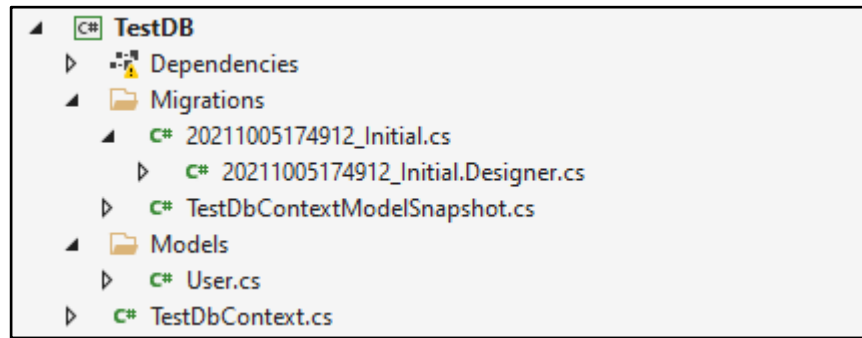 C# TestDB
Dependencies
Migrations
C# 20211005174912_Initial.cs
C# 20211005174912_Initial.Designer.cs
C# TestDbContextModelSnapshot.cs
Models
C# User.cs
C# TestDbContext.cs